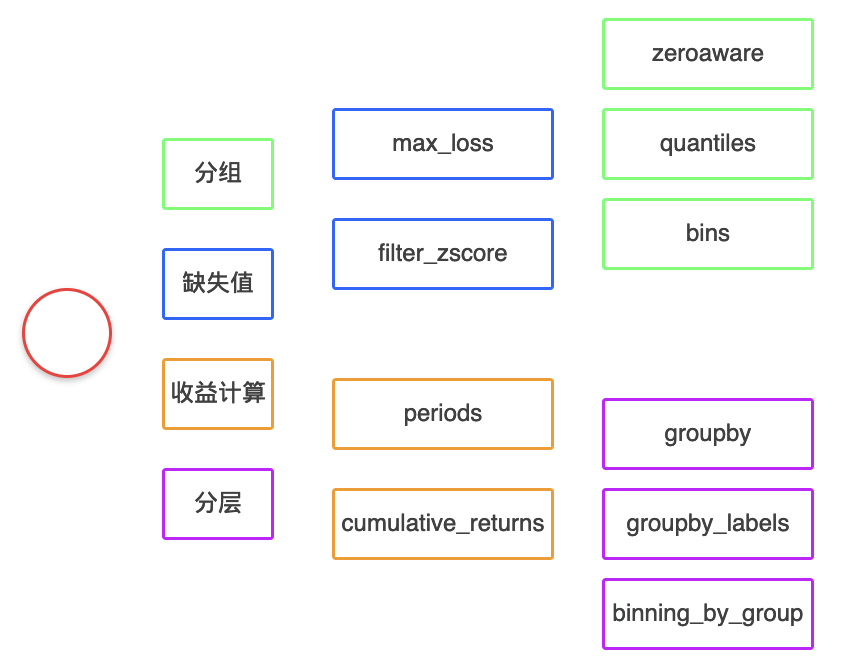 分组
缺失值
收益计算
分层
max_loss
filter_zscore
periods
cumulative_returns
zeroaware
quantiles
bins
groupby
groupby_labels
binning_by_group